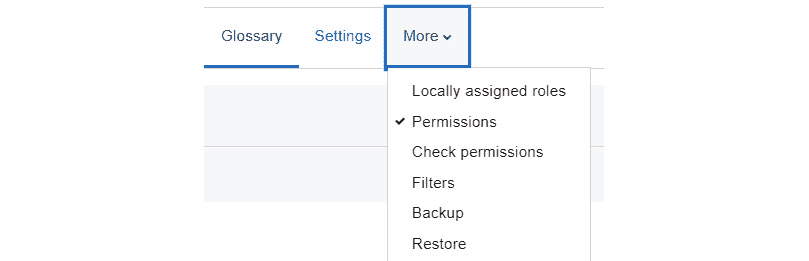 Glossary Settings More
Locally assigned roles
Permissions
Check permissions
Filters
Backup
Restore